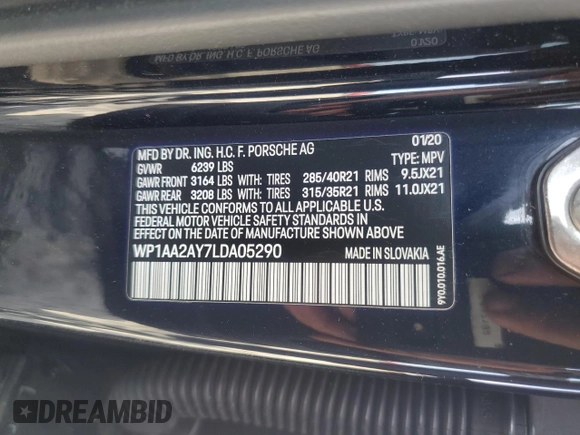 MFD BY DR. ING. H.C. F. PORSCHE AG 01/20
GVWR 6239 LBS TYPE: MPV
GAWR FRONT 3164 LBS WITH: TIRES 285/40R21 RIMS 9.5JX21
GAWR REAR 3208 LBS WITH: TIRES 315/35R21 RIMS 11.0JX21
THIS VEHICLE CONFORMS TO ALL APPLICABLE U.S.
FEDERAL MOTOR VEHICLE SAFETY STANDARDS IN EFFECT
ON THE DATE OF MANUFACTURE SHOWN ABOVE
WP1AA2AY7LDA05290 MADE IN SLOVAKIA
9Y0.010.016.AE
DREAMBID